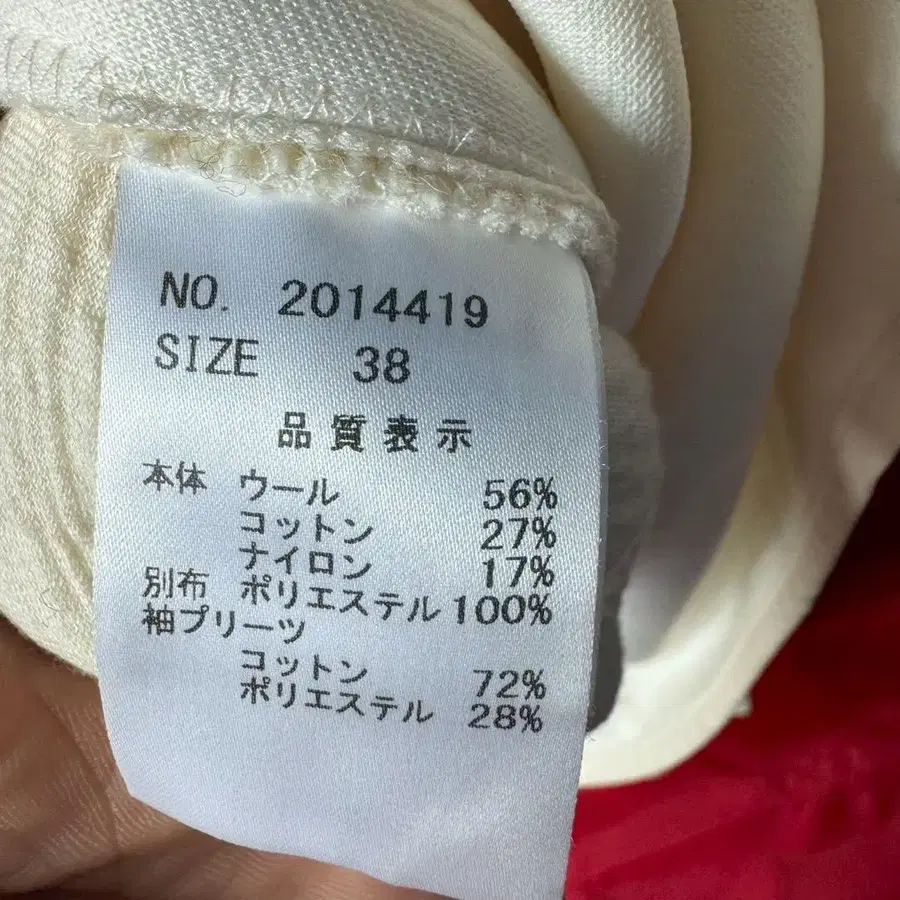 NO. 2014419
SIZE 38
品質表示
本体 ウール 56%
コットン 27%
ナイロン 17%
別布 ポリエステル 100%
袖プリーツ
コットン 72%
ポリエステル 28%